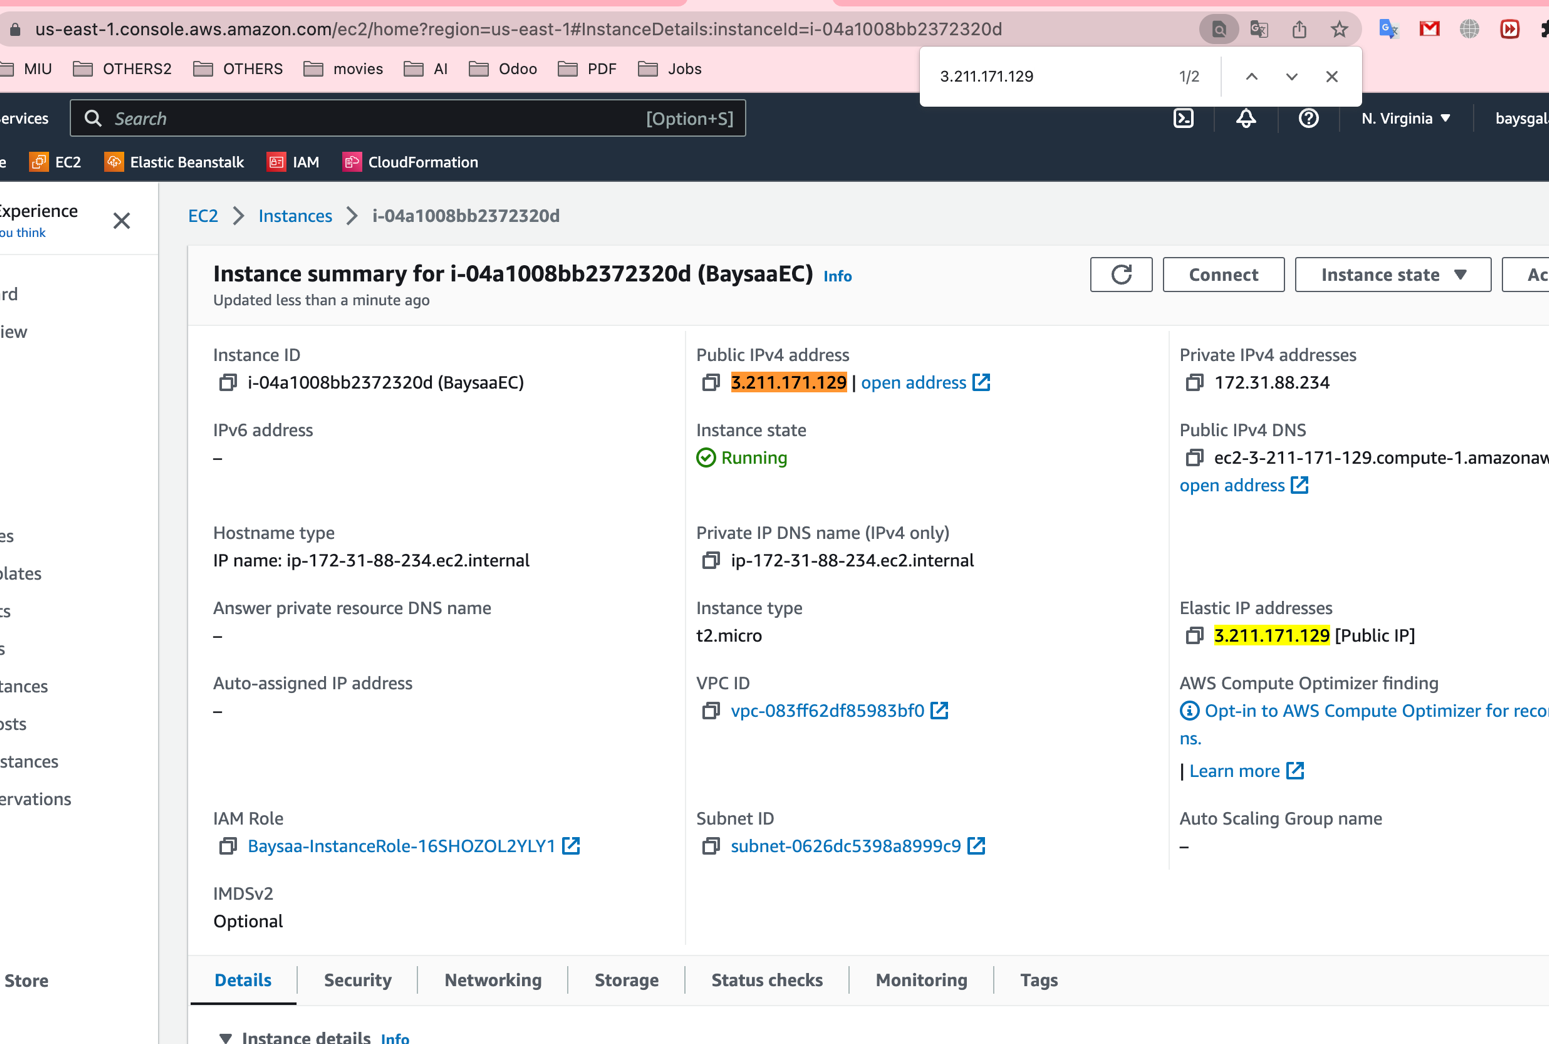 us-east-1.console.aws.amazon.com/ec2/home?region=us-east-1#InstanceDetails:instanceId=i-04a1008bb2372320d
MIU OTHERS2 OTHERS movies AI Odoo PDF Jobs
3.211.171.129 1/2
ervices Search [Option+S] N. Virginia ▼ baysgal
e EC2 Elastic Beanstalk IAM CloudFormation
Experience
ou think
EC2 > Instances > i-04a1008bb2372320d
Instance summary for i-04a1008bb2372320d (BaysaaEC) Info
Updated less than a minute ago
Connect Instance state ▼ Ac
rd
iew
es
plates
ts
s
tances
osts
stances
ervations
Store
Instance ID
i-04a1008bb2372320d (BaysaaEC)
Public IPv4 address
3.211.171.129 | open address
Private IPv4 addresses
172.31.88.234
IPv6 address
–
Instance state
Running
Public IPv4 DNS
ec2-3-211-171-129.compute-1.amazonaw
open address
Hostname type
IP name: ip-172-31-88-234.ec2.internal
Private IP DNS name (IPv4 only)
ip-172-31-88-234.ec2.internal
Answer private resource DNS name
–
Instance type
t2.micro
Elastic IP addresses
3.211.171.129 [Public IP]
Auto-assigned IP address
–
VPC ID
vpc-083ff62df85983bf0
AWS Compute Optimizer finding
Opt-in to AWS Compute Optimizer for reco
ns.
| Learn more
IAM Role
Baysaa-InstanceRole-16SHOZOL2YLY1
Subnet ID
subnet-0626dc5398a8999c9
Auto Scaling Group name
–
IMDSv2
Optional
Details Security Networking Storage Status checks Monitoring Tags
▼ Instance details Info